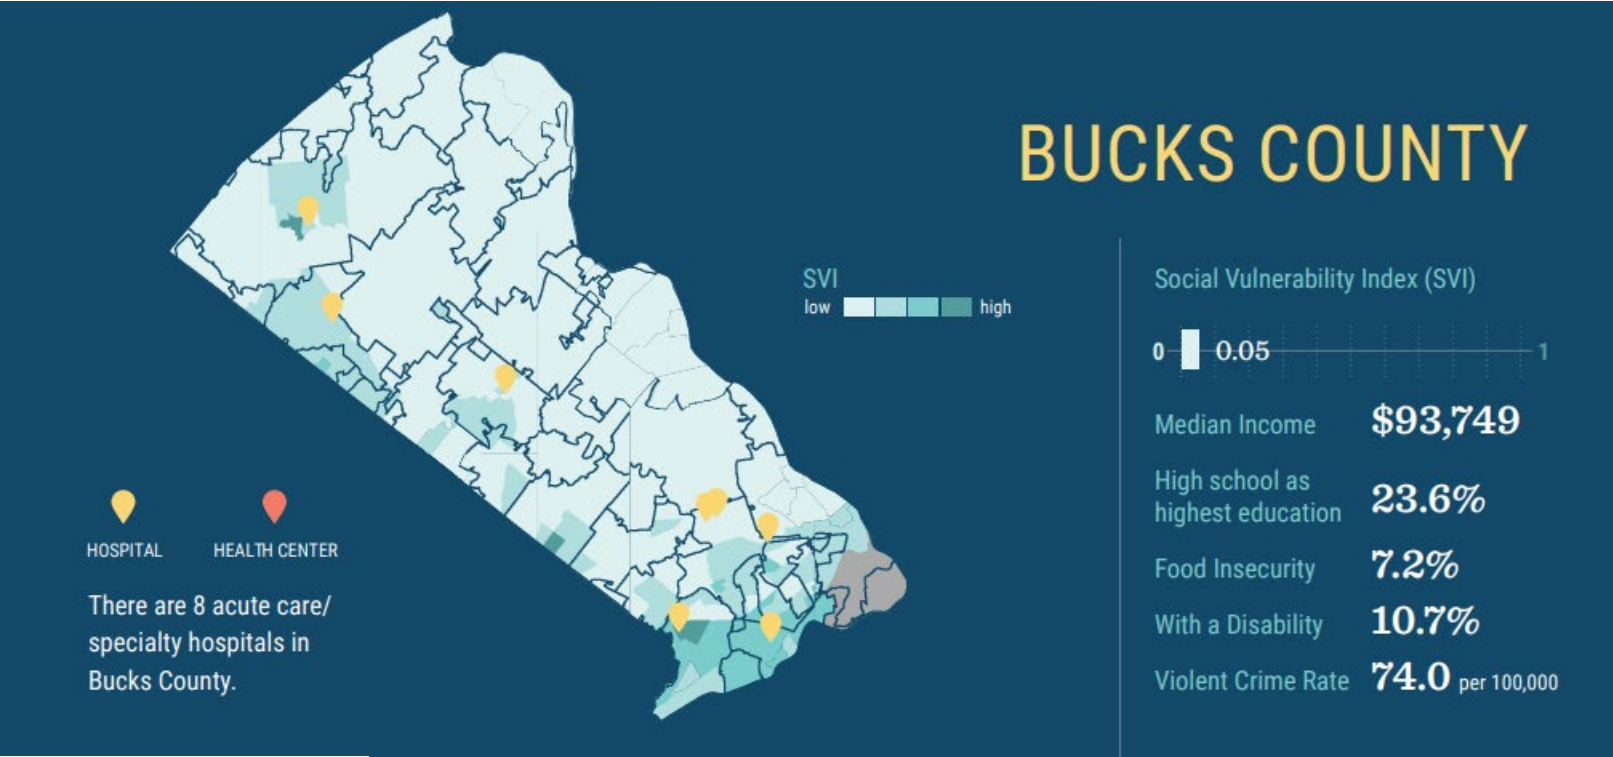 BUCKS COUNTY
SVI
low high
Social Vulnerability Index (SVI)
0 0.05 1
Median Income $93,749
High school as
highest education 23.6%
Food Insecurity 7.2%
With a Disability 10.7%
Violent Crime Rate 74.0 per 100,000
HOSPITAL HEALTH CENTER
There are 8 acute care/
specialty hospitals in
Bucks County.